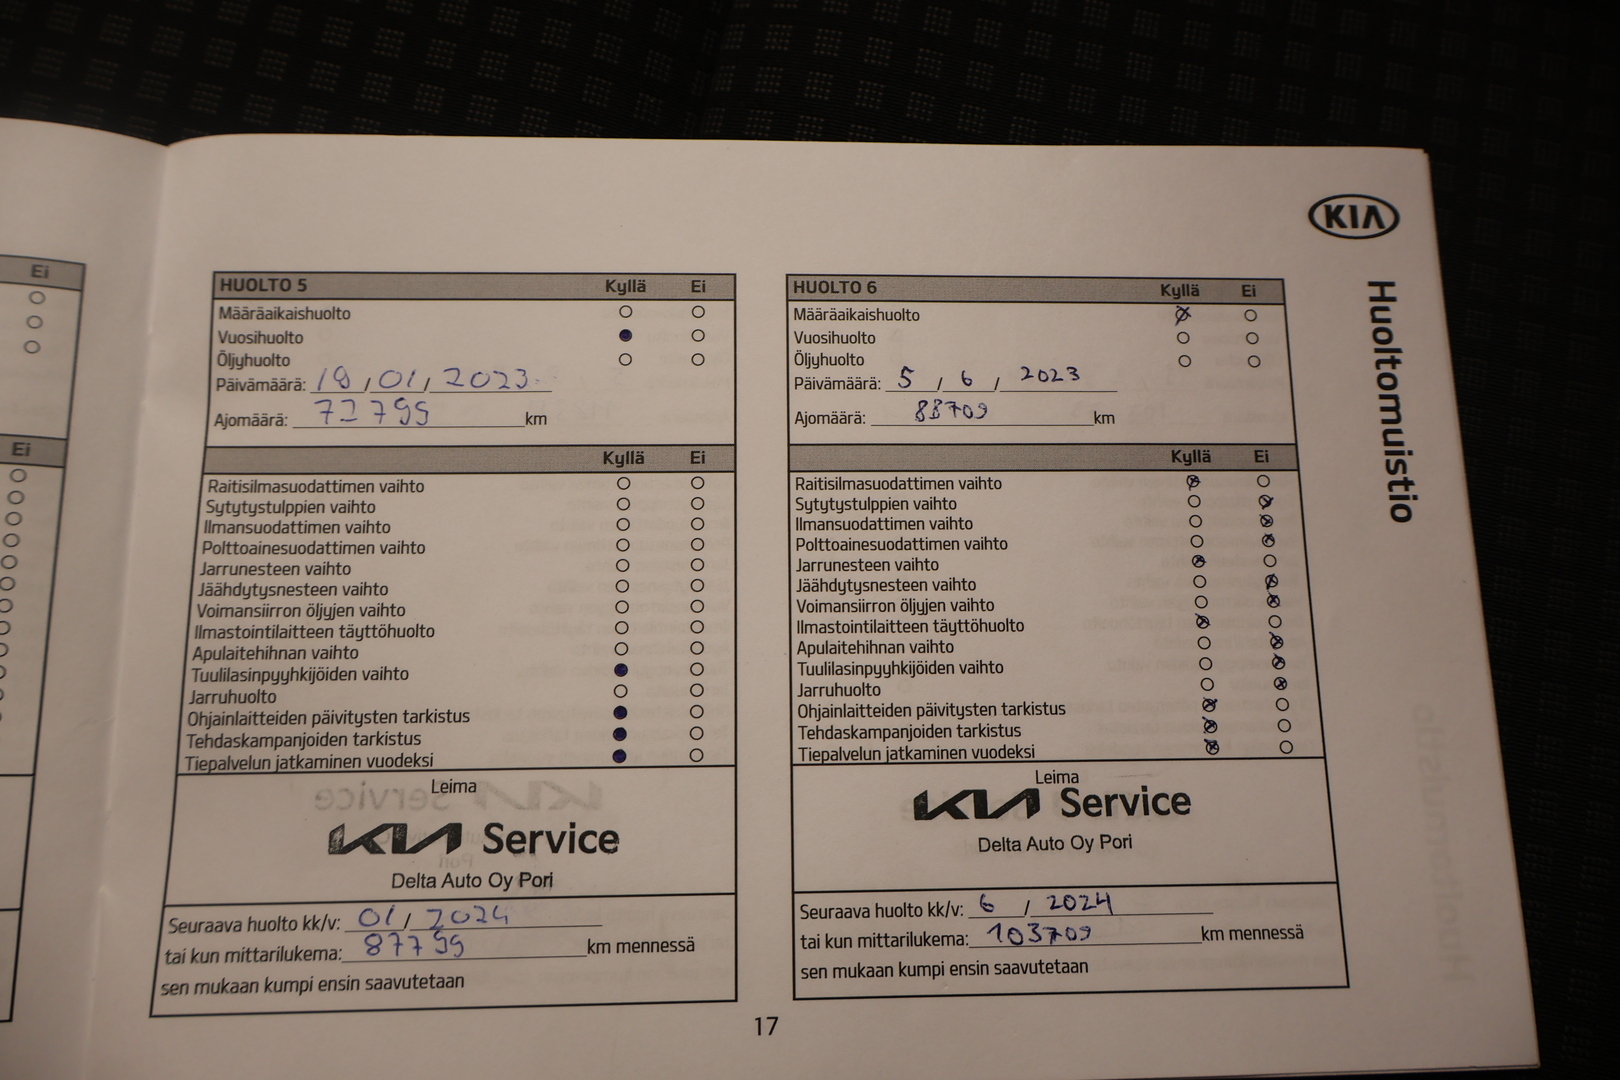 KIA
Huoltomuistio
Ei
Ei
HUOLTO 5 Kyllä Ei
Määräaikaishuolto
Vuosihuolto
Öljyhuolto
Päivämäärä: / 01 / 2023
Ajomäärä: 72799 km
Kyllä Ei
Raitisilmasuodattimen vaihto
Sytytystulppien vaihto
Ilmansuodattimen vaihto
Polttoainesuodattimen vaihto
Jarrunesteen vaihto
Jäähdytysnesteen vaihto
Voimansiirron öljyjen vaihto
Ilmastointilaitteen täyttöhuolto
Apulaitehihnan vaihto
Tuulilasinpyyhkijöiden vaihto
Jarruhuolto
Ohjainlaitteiden päivitysten tarkistus
Tehdaskampanjoiden tarkistus
Tiepalvelun jatkaminen vuodeksi
Leima
KIA Service
Delta Auto Oy Pori
Seuraava huolto kk/v: 01 / 2024
tai kun mittarilukema: 87799 km mennessä
sen mukaan kumpi ensin saavutetaan
HUOLTO 6 Kyllä Ei
Määräaikaishuolto
Vuosihuolto
Öljyhuolto
Päivämäärä: 5 / 6 / 2023
Ajomäärä: 88709 km
Kyllä Ei
Raitisilmasuodattimen vaihto
Sytytystulppien vaihto
Ilmansuodattimen vaihto
Polttoainesuodattimen vaihto
Jarrunesteen vaihto
Jäähdytysnesteen vaihto
Voimansiirron öljyjen vaihto
Ilmastointilaitteen täyttöhuolto
Apulaitehihnan vaihto
Tuulilasinpyyhkijöiden vaihto
Jarruhuolto
Ohjainlaitteiden päivitysten tarkistus
Tehdaskampanjoiden tarkistus
Tiepalvelun jatkaminen vuodeksi
Leima
KIA Service
Delta Auto Oy Pori
Seuraava huolto kk/v: 6 / 2024
tai kun mittarilukema: 103709 km mennessä
sen mukaan kumpi ensin saavutetaan
17